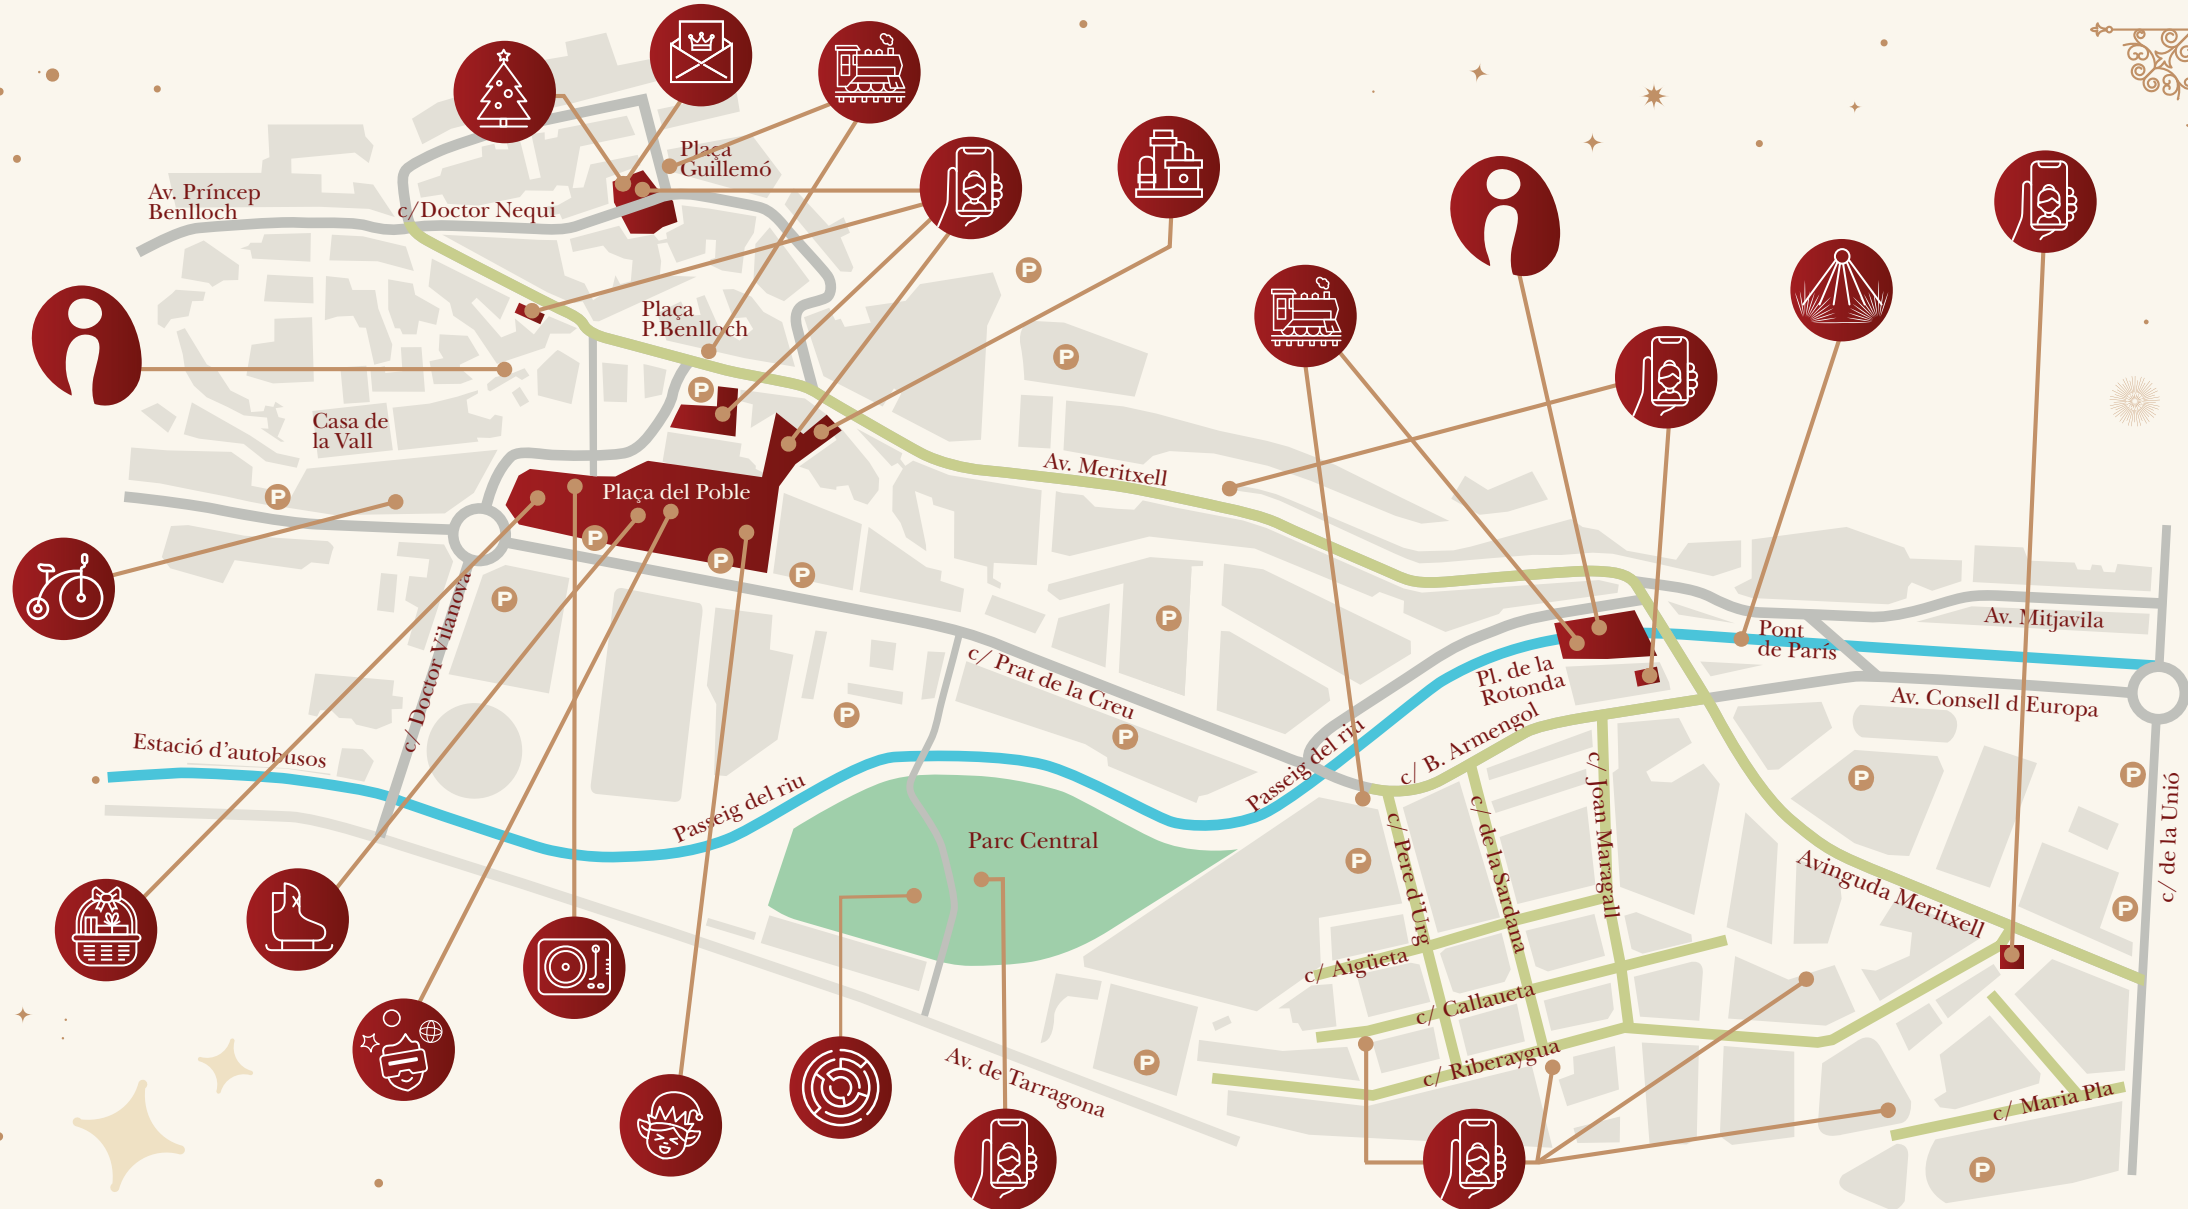 Plaça
Guillemó
Av. Príncep
Benlloch
c/Doctor Nequi
Plaça
P.Benlloch
P
P
P
Casa de
la Vall
Av. Meritxell
Plaça del Poble
P
P
P
P
P
P
c/ Doctor Vilanova
c/ Prat de la Creu
Pont
de París
Av. Mitjavila
Pl. de la
Rotonda
Av. Consell d Europa
Estació d'autobusos
Passeig del riu
Passeig del riu
c/ B. Armengol
P
P
P
P
c/ de la Unió
Parc Central
c/ Pere d'Urg
c/ de la Sardana
c/ Joan Maragall
Avinguda Meritxell
P
P
c/ Aigüeta
c/ Callaueta
c/ Riberaygua
Av. de Tarragona
P
c/ Maria Pla
P